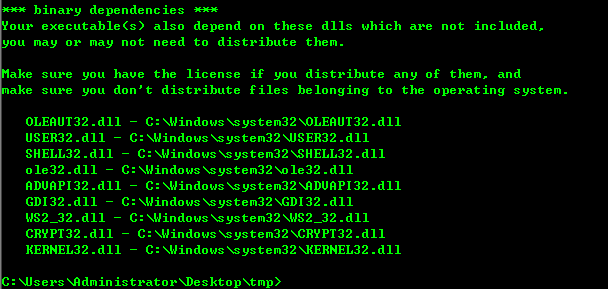 *** binary dependencies ***
Your executable(s) also depend on these dlls which are not included,
you may or may not need to distribute them.
Make sure you have the license if you distribute any of them, and
make sure you don't distribute files belonging to the operating system.
OLEAUT32.dll - C:\Windows\system32\OLEAUT32.dll
USER32.dll - C:\Windows\system32\USER32.dll
SHELL32.dll - C:\Windows\system32\SHELL32.dll
ole32.dll - C:\Windows\system32\ole32.dll
ADVAPI32.dll - C:\Windows\system32\ADVAPI32.dll
GDI32.dll - C:\Windows\system32\GDI32.dll
WS2_32.dll - C:\Windows\system32\WS2_32.dll
CRYPT32.dll - C:\Windows\system32\CRYPT32.dll
KERNEL32.dll - C:\Windows\system32\KERNEL32.dll
C:\Users\Administrator\Desktop\tmp>